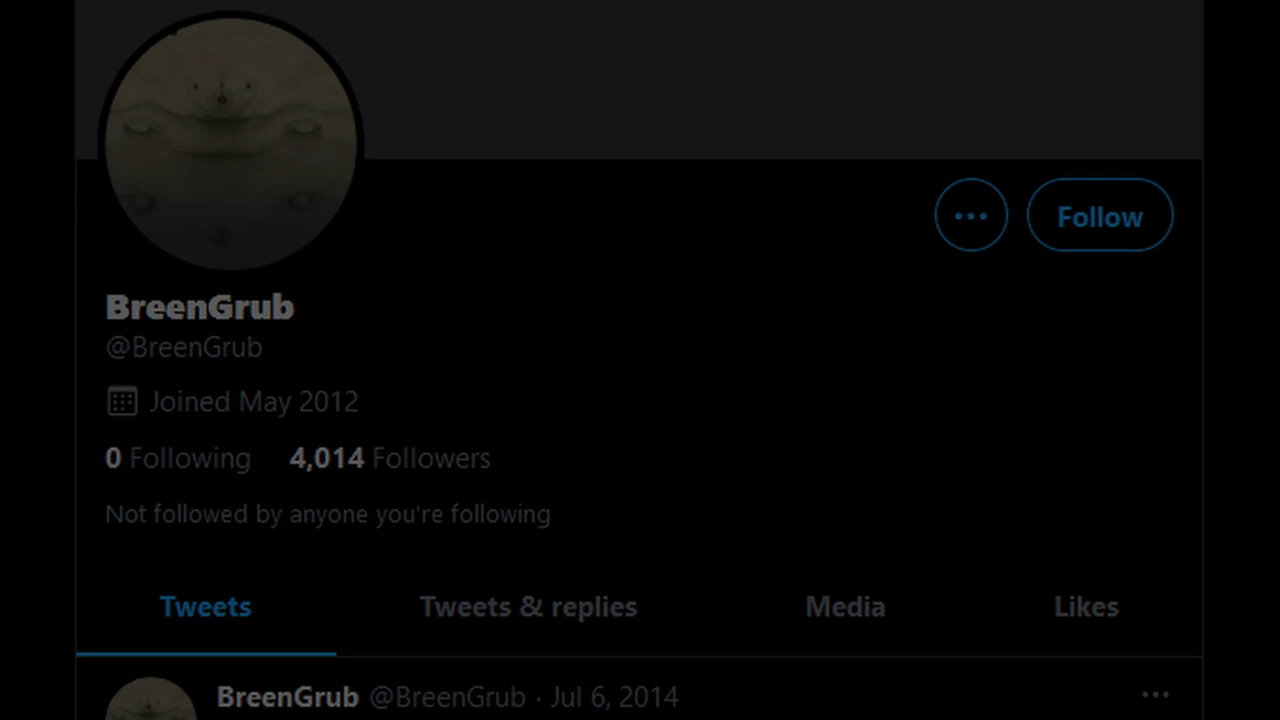 Follow
BreenGrub
@BreenGrub
Joined May 2012
0 Following 4,014 Followers
Not followed by anyone you're following
Tweets Tweets & replies Media Likes
BreenGrub @BreenGrub · Jul 6, 2014